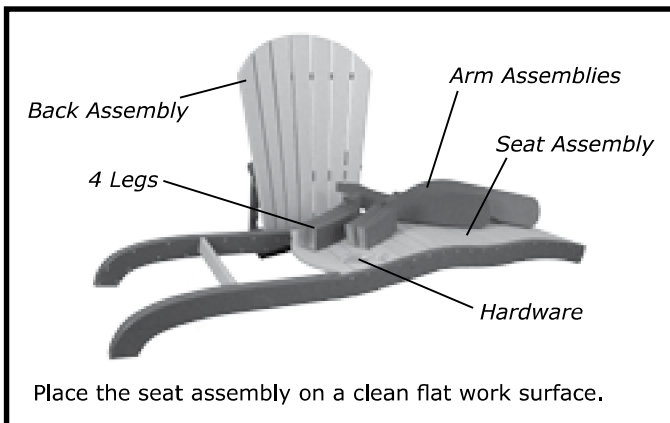 Back Assembly
Arm Assemblies
Seat Assembly
4 Legs
Hardware
Place the seat assembly on a clean flat work surface.